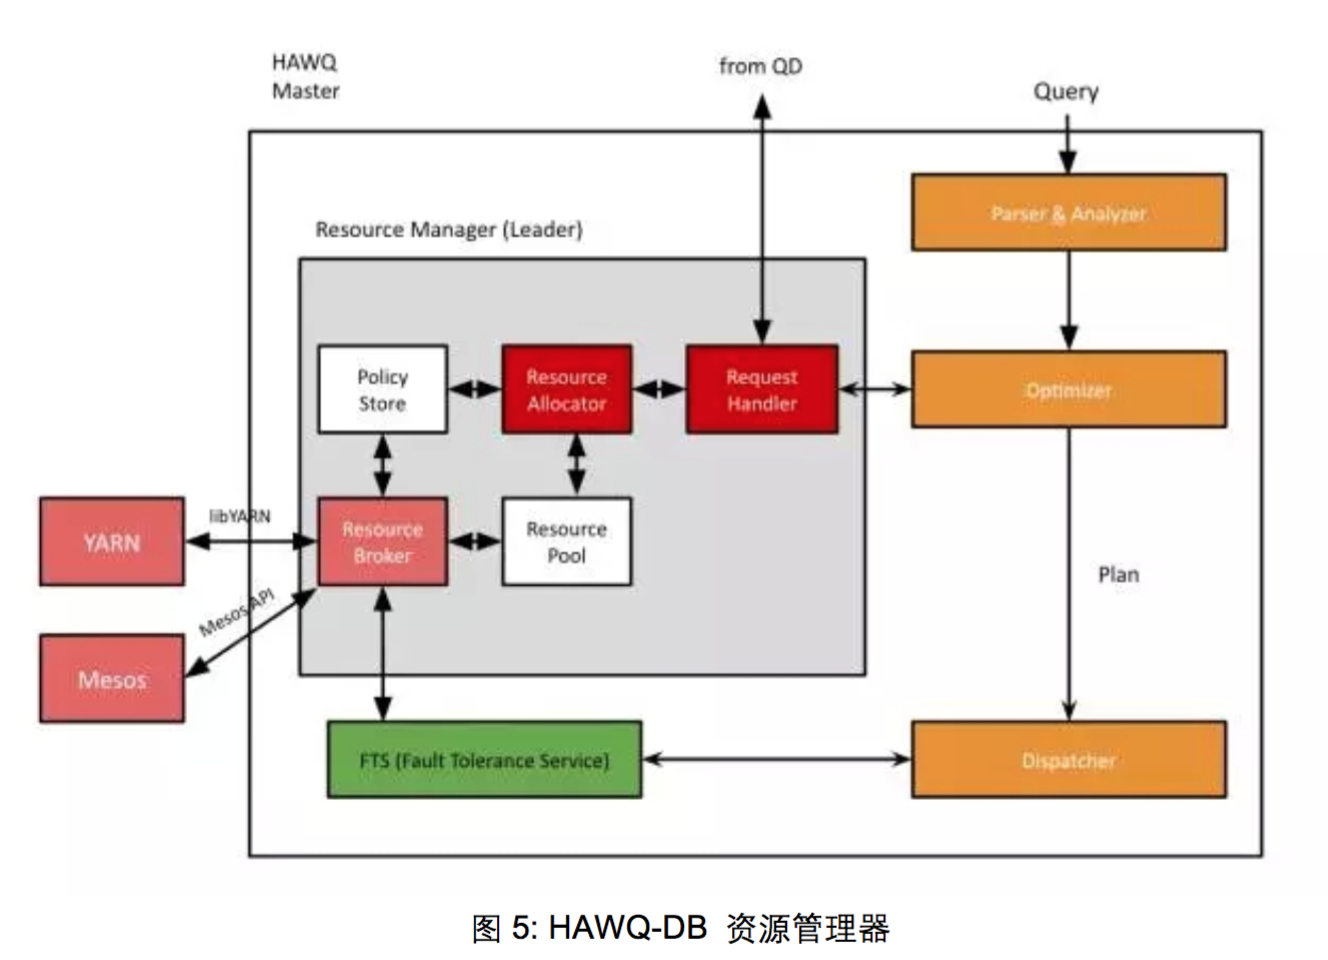 HAWQ
Master
from QD
Query
Parser & Analyzer
Resource Manager (Leader)
Policy
Store
Resource
Allocator
Request
Handler
Optimizer
YARN
libYARN
Resource
Broker
Resource
Pool
Plan
Mesos API
Mesos
FTS (Fault Tolerance Service)
Dispatcher
图 5: HAWQ-DB 资源管理器